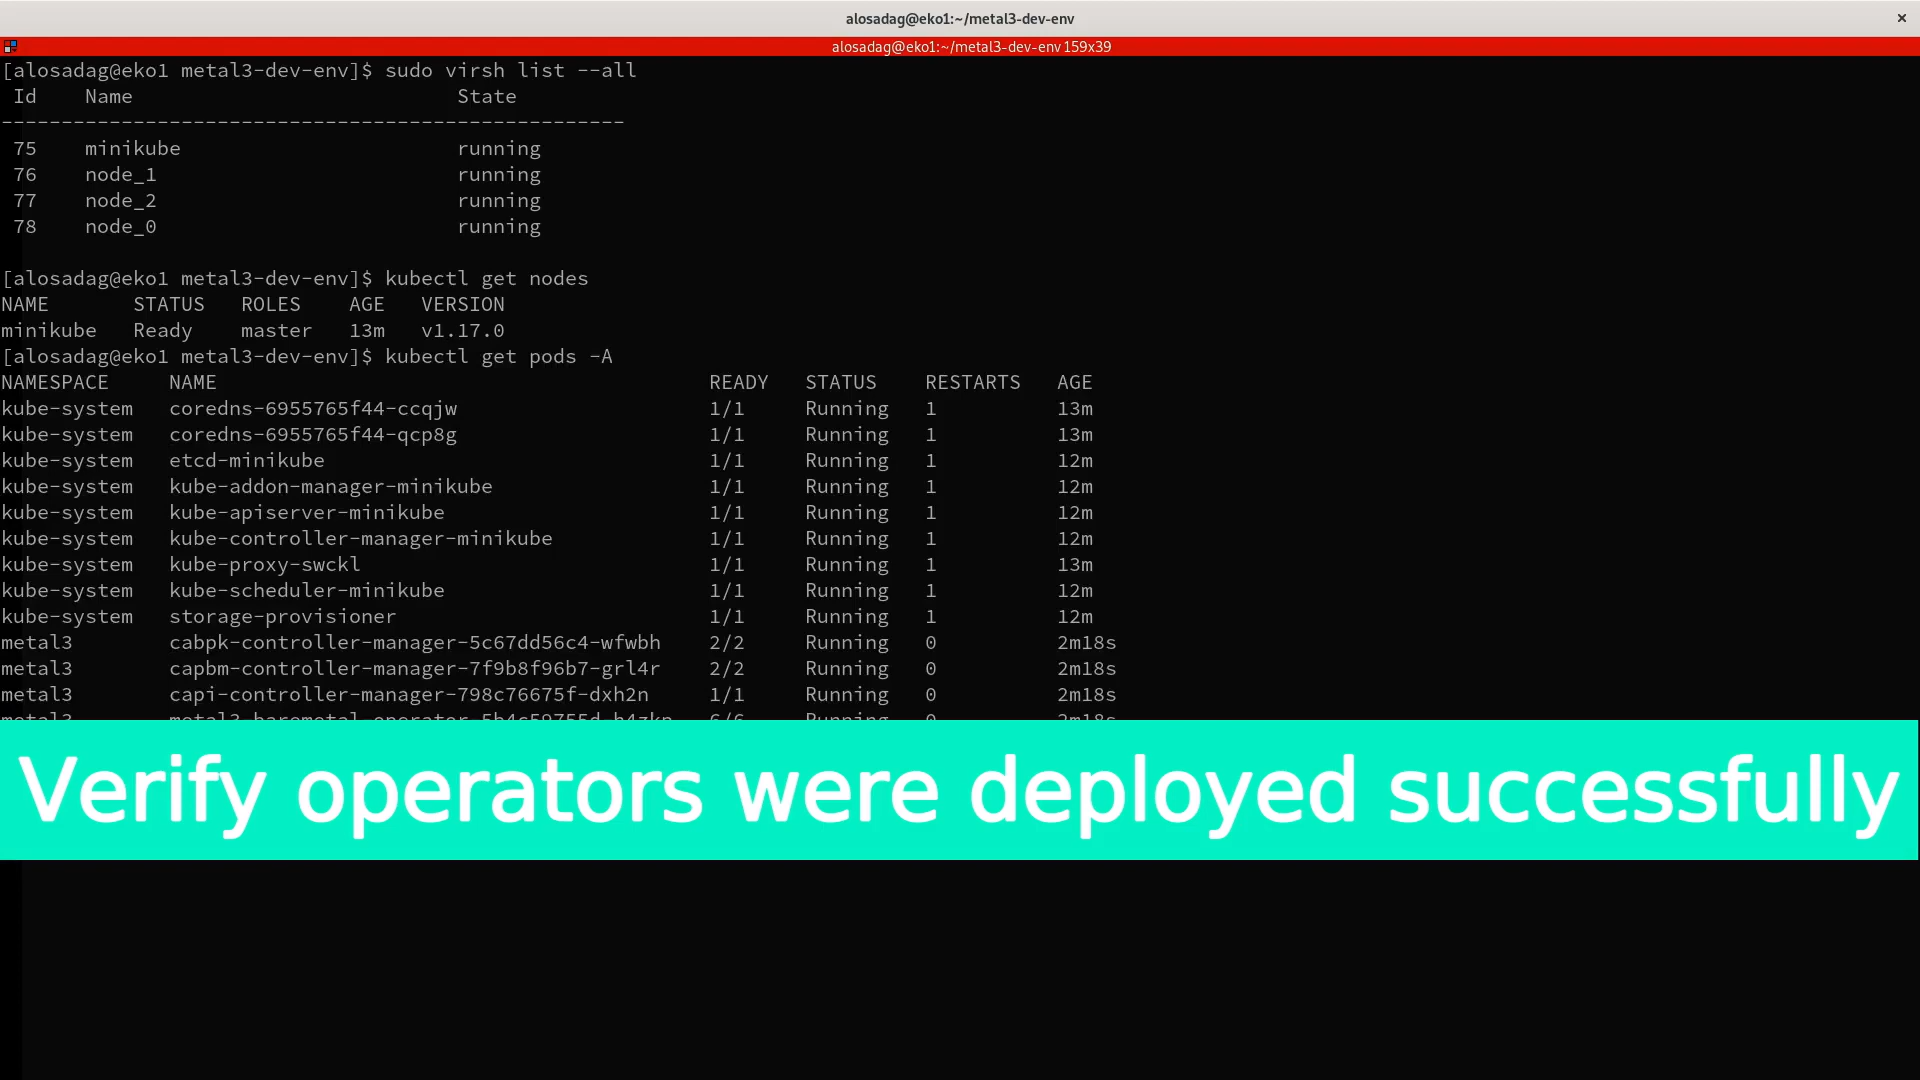 alosadag@eko1:~/metal3-dev-env
alosadag@eko1:~/metal3-dev-env 159x39
[alosadag@eko1 metal3-dev-env]$ sudo virsh list --all
Id    Name                           State
----------------------------------------------------
75    minikube                       running
76    node_1                         running
77    node_2                         running
78    node_0                         running
[alosadag@eko1 metal3-dev-env]$ kubectl get nodes
NAME       STATUS   ROLES    AGE   VERSION
minikube   Ready    master   13m   v1.17.0
[alosadag@eko1 metal3-dev-env]$ kubectl get pods -A
NAMESPACE     NAME                                         READY   STATUS    RESTARTS   AGE
kube-system   coredns-6955765f44-ccqjw                     1/1     Running   1          13m
kube-system   coredns-6955765f44-qcp8g                     1/1     Running   1          13m
kube-system   etcd-minikube                                1/1     Running   1          12m
kube-system   kube-addon-manager-minikube                  1/1     Running   1          12m
kube-system   kube-apiserver-minikube                      1/1     Running   1          12m
kube-system   kube-controller-manager-minikube             1/1     Running   1          12m
kube-system   kube-proxy-swckl                             1/1     Running   1          13m
kube-system   kube-scheduler-minikube                      1/1     Running   1          12m
kube-system   storage-provisioner                          1/1     Running   1          12m
metal3        cabpk-controller-manager-5c67dd56c4-wfwbh    2/2     Running   0          2m18s
metal3        capbm-controller-manager-7f9b8f96b7-grl4r    2/2     Running   0          2m18s
metal3        capi-controller-manager-798c76675f-dxh2n     1/1     Running   0          2m18s
metal3        6/6     Running   0          2m18s
Verify operators were deployed successfully